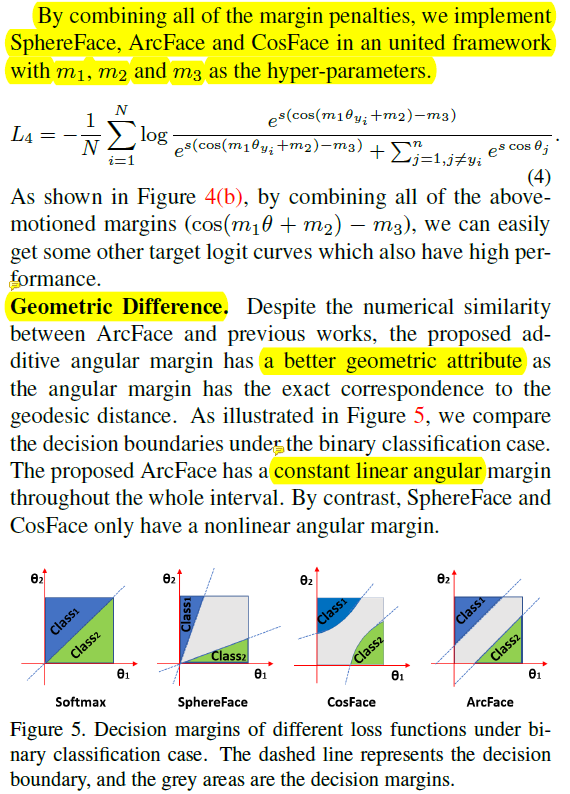 By combining all of the margin penalties, we implement
SphereFace, ArcFace and CosFace in an united framework
with m₁, m₂ and m₃ as the hyper-parameters.
L₄ = −1/N ∑_{i=1}^{N} log e^{s(cos(m₁θ_{y_i}+m₂)−m₃)} / (e^{s(cos(m₁θ_{y_i}+m₂)−m₃)} + ∑_{j=1,j≠y_i}^{n} e^{s cos θ_j}).
(4)
As shown in Figure 4(b), by combining all of the above-
motioned margins (cos(m₁θ + m₂) − m₃), we can easily
get some other target logit curves which also have high per-
formance.
Geometric Difference. Despite the numerical similarity
between ArcFace and previous works, the proposed ad-
ditive angular margin has a better geometric attribute as
the angular margin has the exact correspondence to the
geodesic distance. As illustrated in Figure 5, we compare
the decision boundaries under the binary classification case.
The proposed ArcFace has a constant linear angular margin
throughout the whole interval. By contrast, SphereFace and
CosFace only have a nonlinear angular margin.
θ₂ θ₂ θ₂ θ₂
Class₁ Class₁ Class₁ Class₁
Class₂ Class₂ Class₂ Class₂
θ₁ θ₁ θ₁ θ₁
Softmax SphereFace CosFace ArcFace
Figure 5. Decision margins of different loss functions under bi-
nary classification case. The dashed line represents the decision
boundary, and the grey areas are the decision margins.